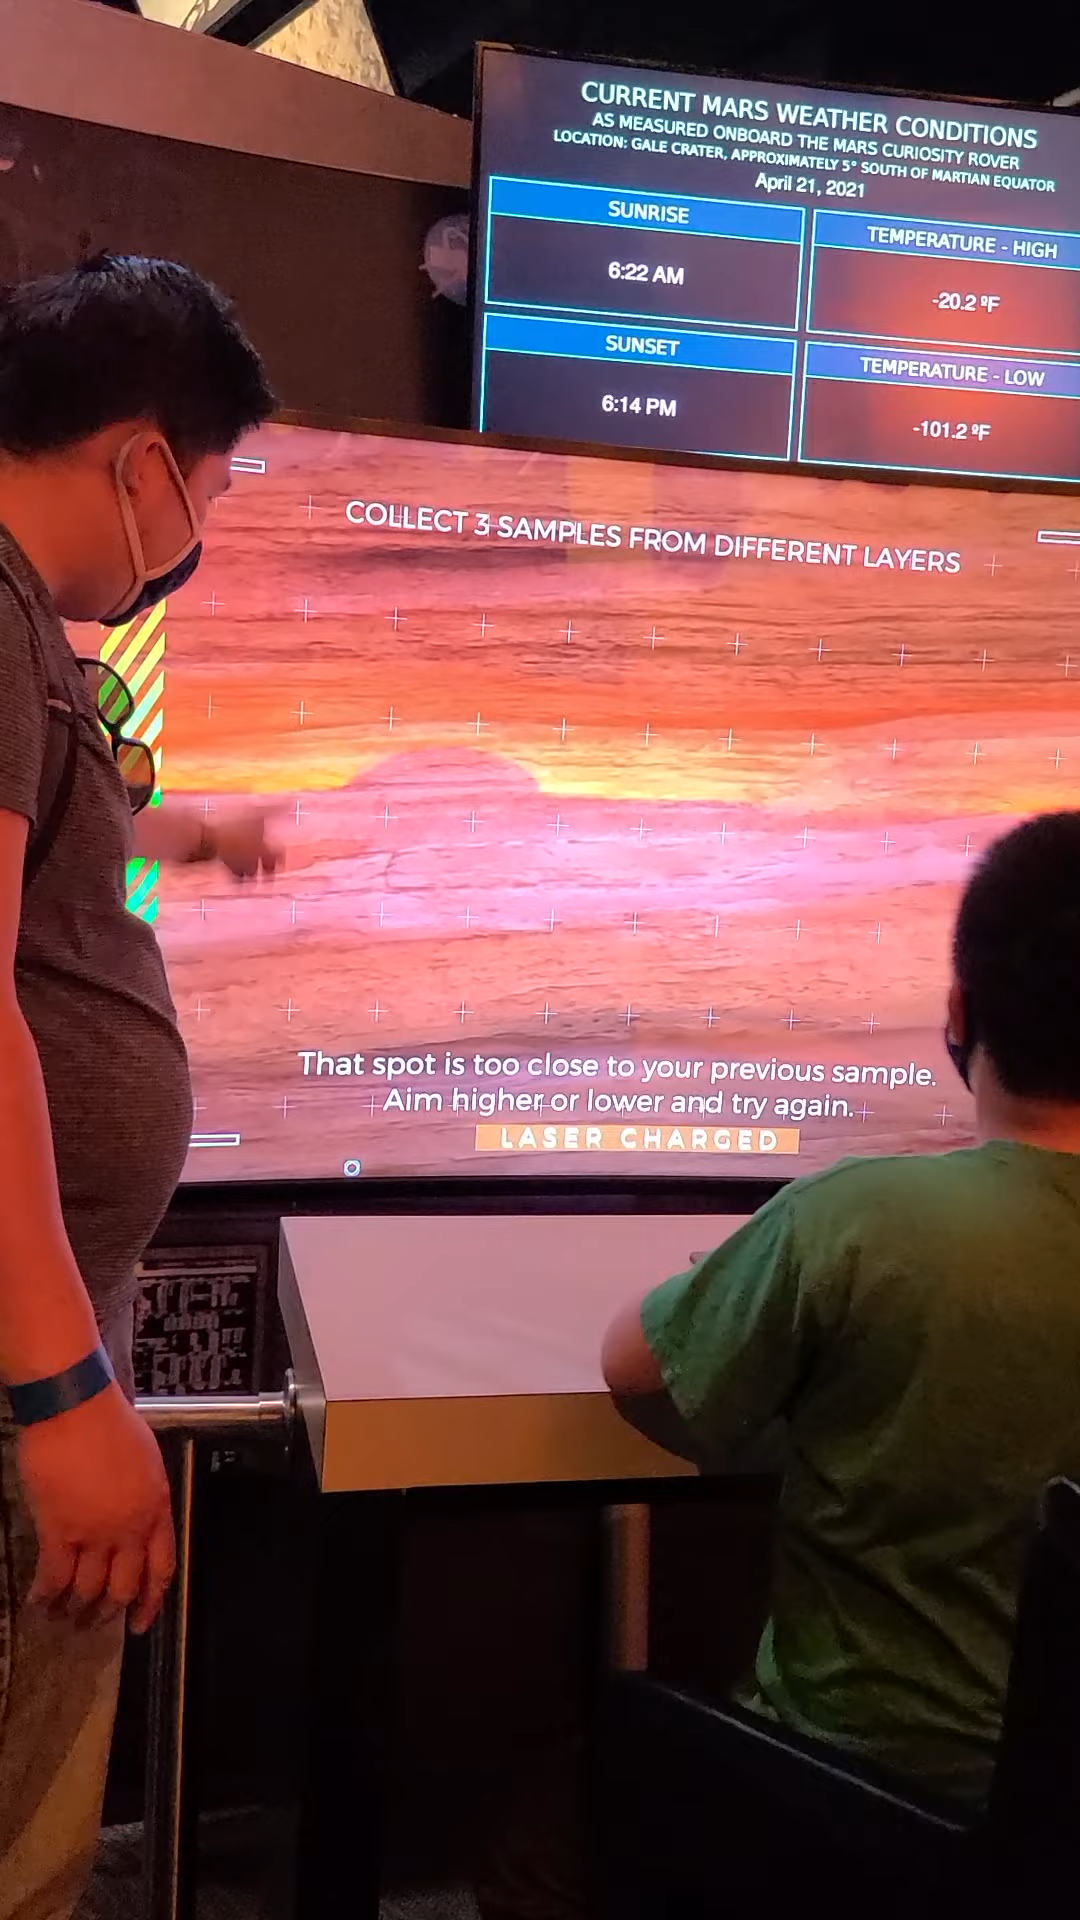 CURRENT MARS WEATHER CONDITIONS
AS MEASURED ONBOARD THE MARS CURIOSITY ROVER
LOCATION: GALE CRATER, APPROXIMATELY 5° SOUTH OF MARTIAN EQUATOR
April 21, 2021
SUNRISE
6:22 AM
TEMPERATURE - HIGH
-20.2 ºF
SUNSET
6:14 PM
TEMPERATURE - LOW
-101.2 ºF
COLLECT 3 SAMPLES FROM DIFFERENT LAYERS
That spot is too close to your previous sample.
Aim higher or lower and try again.
LASER CHARGED